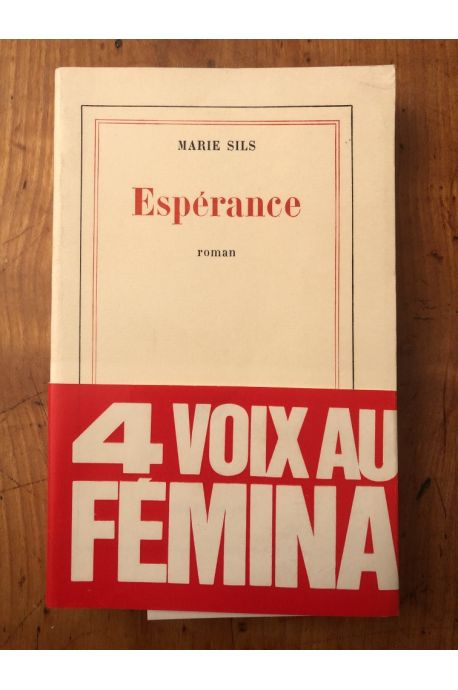 MARIE SILS
Espérance
roman
4 VOIX AU
FÉMINA